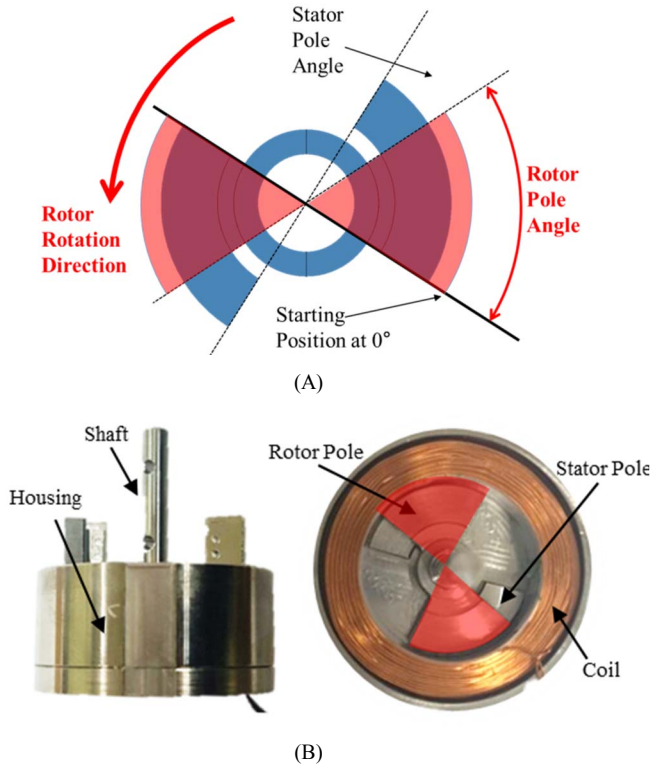 Stator
Pole
Angle
Rotor
Pole
Angle
Rotor
Rotation
Direction
Starting
Position at 0°
(A)
Shaft
Housing
Rotor Pole
Stator Pole
Coil
(B)